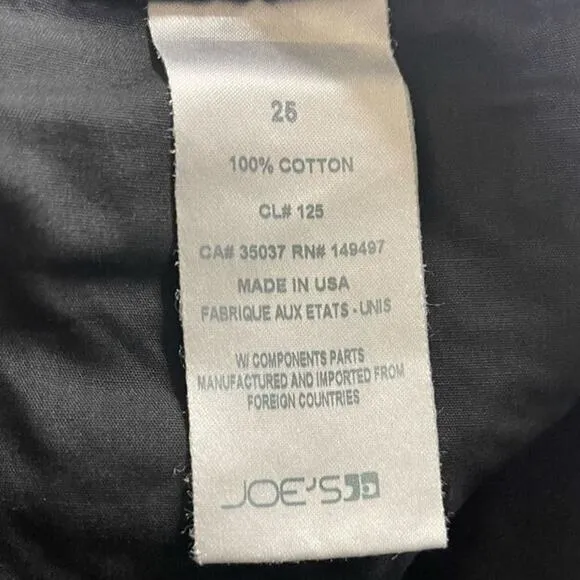 25
100% COTTON
CL# 125
CA# 35037 RN# 149497
MADE IN USA
FABRIQUE AUX ETATS - UNIS
W/ COMPONENTS PARTS
MANUFACTURED AND IMPORTED FROM
FOREIGN COUNTRIES
JOE'S